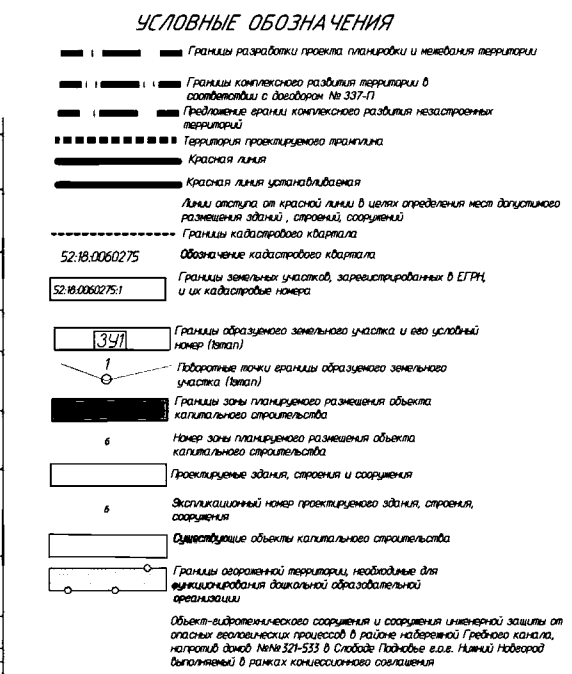 УСЛОВНЫЕ ОБОЗНАЧЕНИЯ
Границы разработки проекта планировки и межевания территории
Границы комплексного развития территории в
соответствии с договором № 337-П
Предложение границ комплексного развития незастроенных
территорий
Территория проектируемого трамплина
Красная линия
Красная линия устанавливаемая
Линии отступа от красной линии в целях определения мест допустимого
размещения зданий , строений, сооружений
Границы кадастрового квартала
52:18:0060275 Обозначение кадастрового квартала
Границы земельных участков, зарегистрированных в ЕГРН,
52:18:0060275:1 и их кадастровые номера
Границы образуемого земельного участка и его условный
ЗУ1 номер (1этап)
1 Поворотные точки границы образуемого земельного
участка (1этап)
Границы зоны планируемого размещения объекта
капитального строительства
6 Номер зоны планируемого размещения объекта
капитального строительства
Проектируемые здания, строения и сооружения
6 Экспликационный номер проектируемого здания, строения,
сооружения
Существующие объекты капитального строительства
Границы огороженной территории, необходимые для
функционирования дошкольной образовательной
организации
Объект-гидротехнического сооружения и сооружения инженерной защиты от
опасных геологических процессов в районе набережной Гребного канала,
напротив домов №№ 321-533 в Слободе Подновье г.о.г. Нижний Новгород
выполняемый в рамках концессионного соглашения